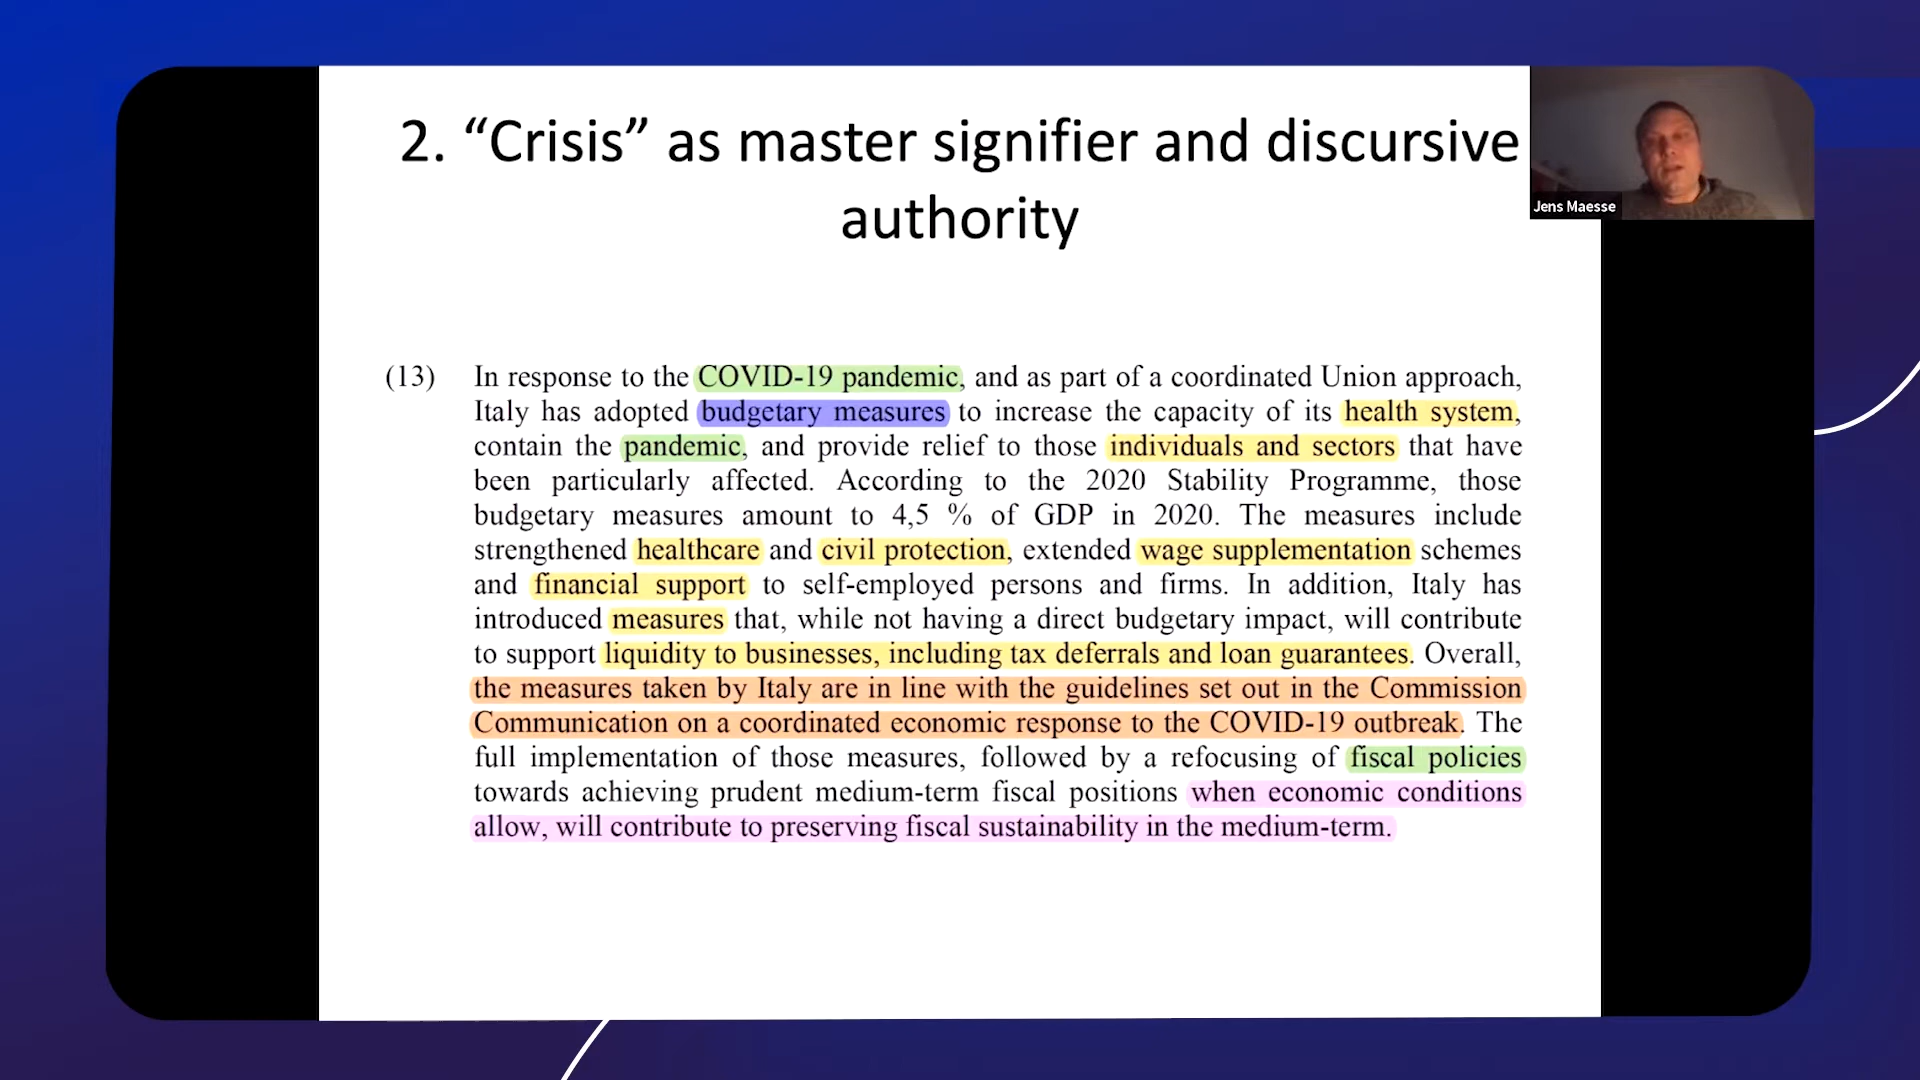 2. “Crisis” as master signifier and discursive
authority
Jens Maesse
(13) In response to the COVID-19 pandemic, and as part of a coordinated Union approach,
Italy has adopted budgetary measures to increase the capacity of its health system,
contain the pandemic, and provide relief to those individuals and sectors that have
been particularly affected. According to the 2020 Stability Programme, those
budgetary measures amount to 4,5 % of GDP in 2020. The measures include
strengthened healthcare and civil protection, extended wage supplementation schemes
and financial support to self-employed persons and firms. In addition, Italy has
introduced measures that, while not having a direct budgetary impact, will contribute
to support liquidity to businesses, including tax deferrals and loan guarantees. Overall,
the measures taken by Italy are in line with the guidelines set out in the Commission
Communication on a coordinated economic response to the COVID-19 outbreak. The
full implementation of those measures, followed by a refocusing of fiscal policies
towards achieving prudent medium-term fiscal positions when economic conditions
allow, will contribute to preserving fiscal sustainability in the medium-term.